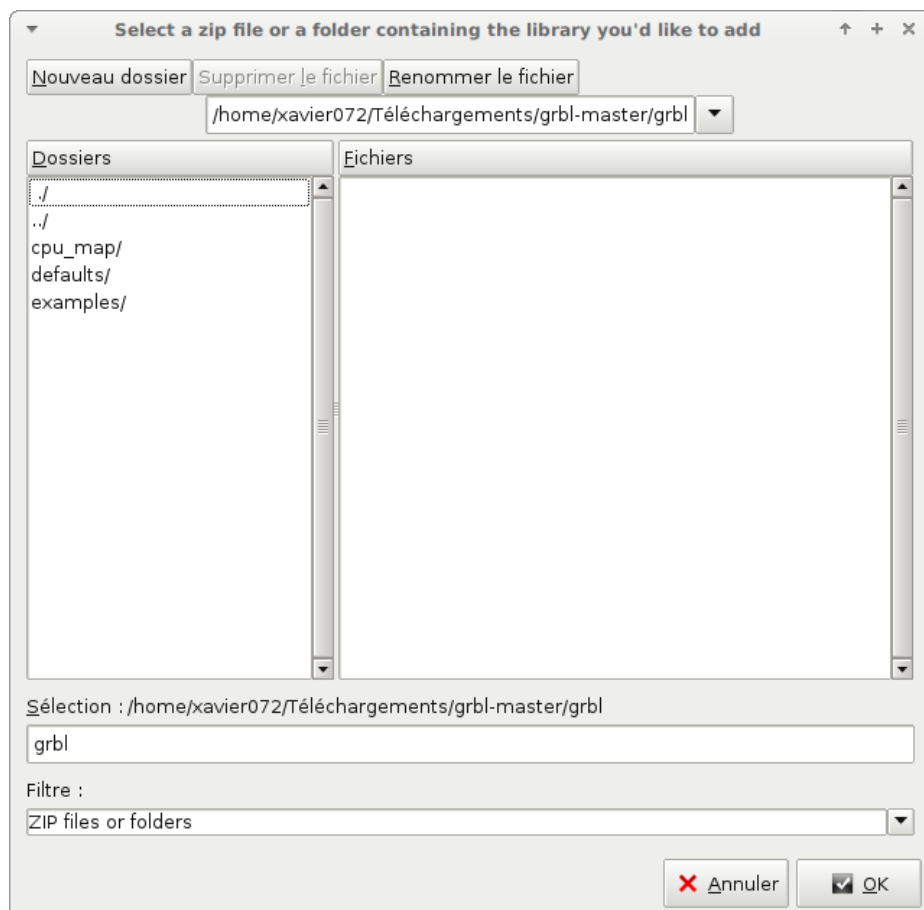 Select a zip file or a folder containing the library you'd like to add
Nouveau dossier Supprimer le fichier Renommer le fichier
/home/xavier072/Téléchargements/grbl-master/grbl
Dossiers Fichiers
./
../
cpu_map/
defaults/
examples/
Sélection : /home/xavier072/Téléchargements/grbl-master/grbl
grbl
Filtre :
ZIP files or folders
Annuler OK